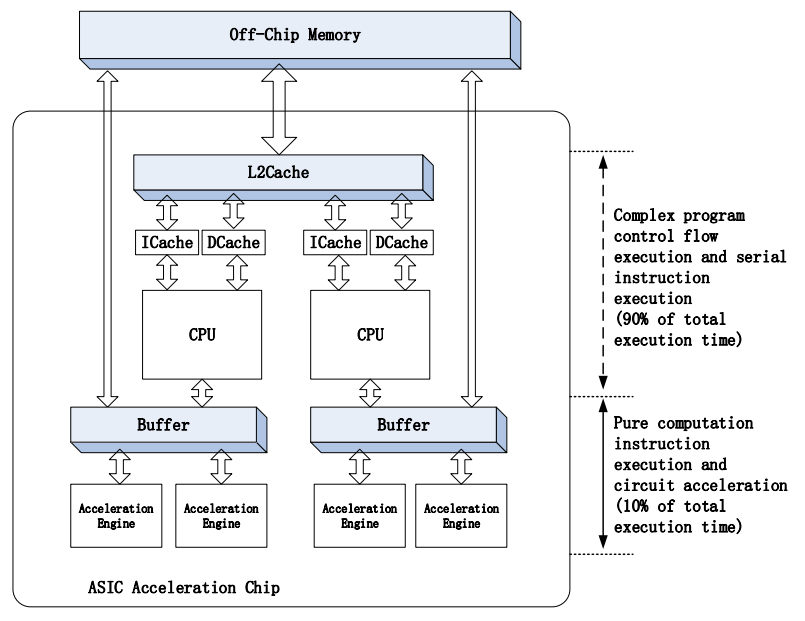 Off-Chip Memory
L2Cache
ICache
DCache
ICache
DCache
CPU
CPU
Complex program
control flow
execution and serial
instruction
execution
(90% of total
execution time)
Buffer
Buffer
Pure computation
instruction
execution and
circuit acceleration
(10% of total
execution time)
Acceleration
Engine
Acceleration
Engine
Acceleration
Engine
Acceleration
Engine
ASIC Acceleration Chip